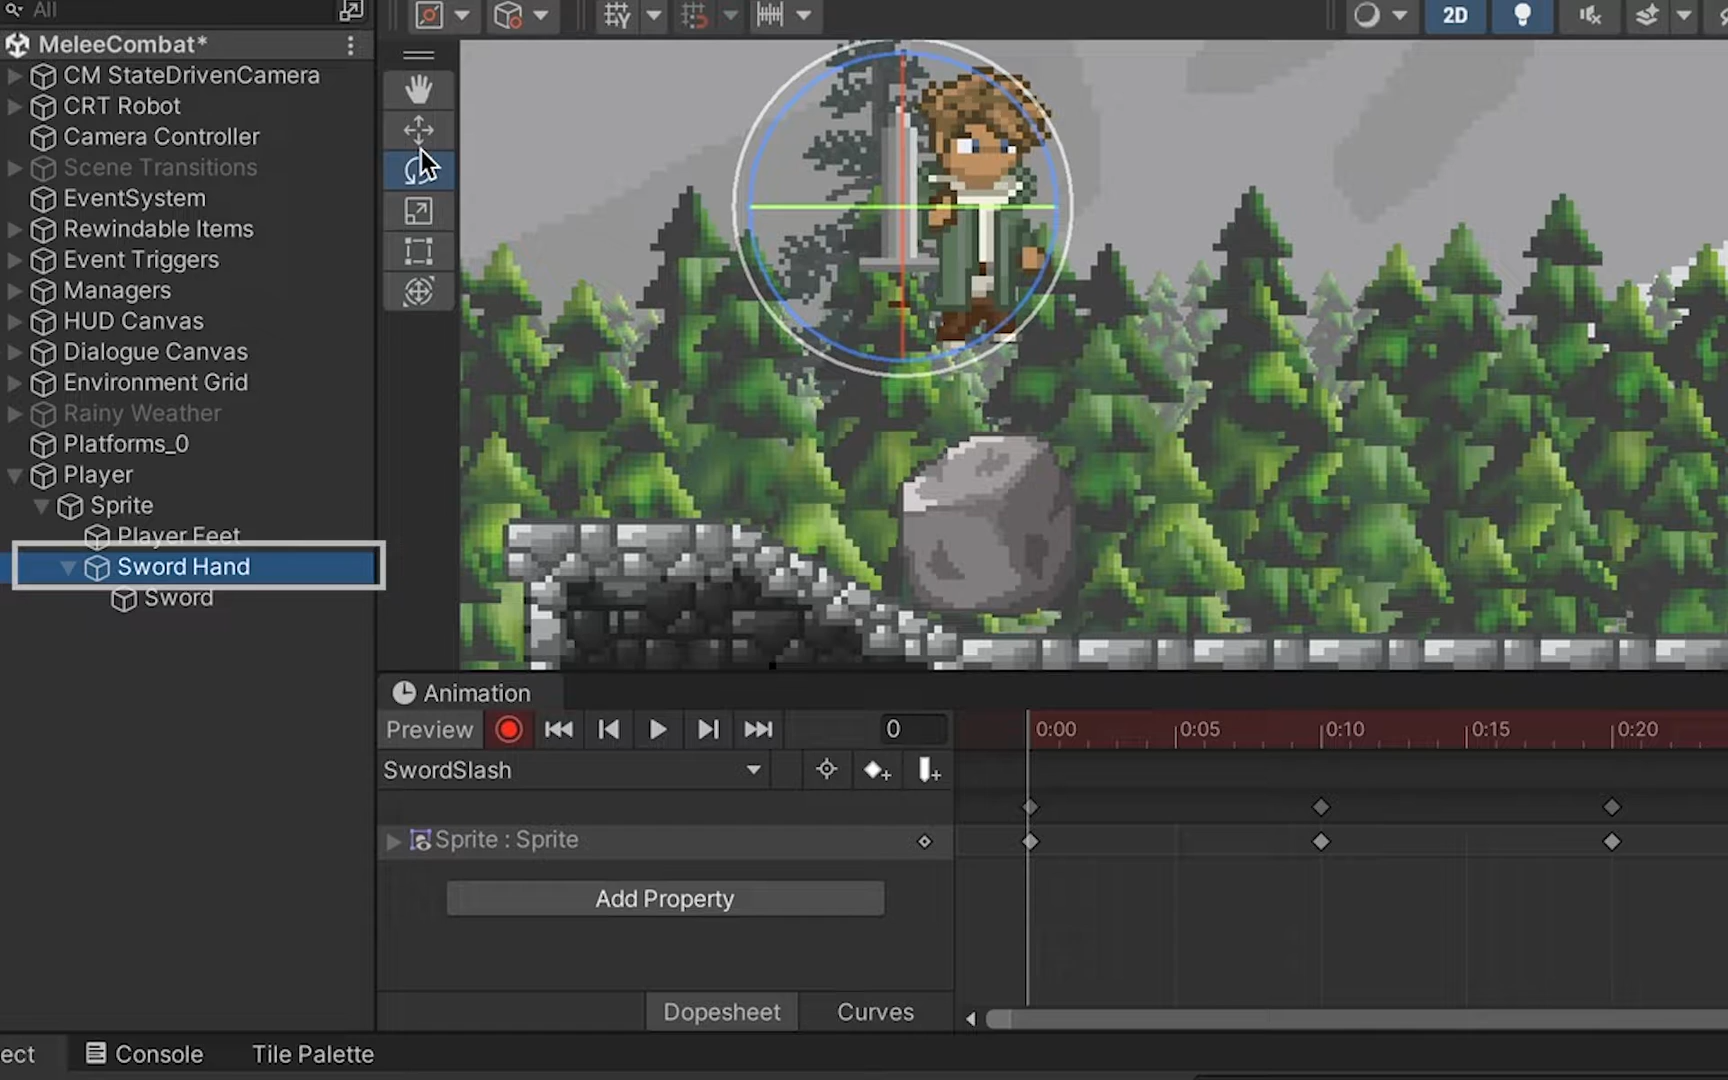 All
2D
MeleeCombat*
CM StateDrivenCamera
CRT Robot
Camera Controller
Scene Transitions
EventSystem
Rewindable Items
Event Triggers
Managers
HUD Canvas
Dialogue Canvas
Environment Grid
Rainy Weather
Platforms_0
Player
Sprite
Player Feet
Sword Hand
Sword
Animation
Preview
0
0:00
0:05
0:10
0:15
0:20
SwordSlash
Sprite : Sprite
Add Property
Dopesheet
Curves
ect
Console
Tile Palette